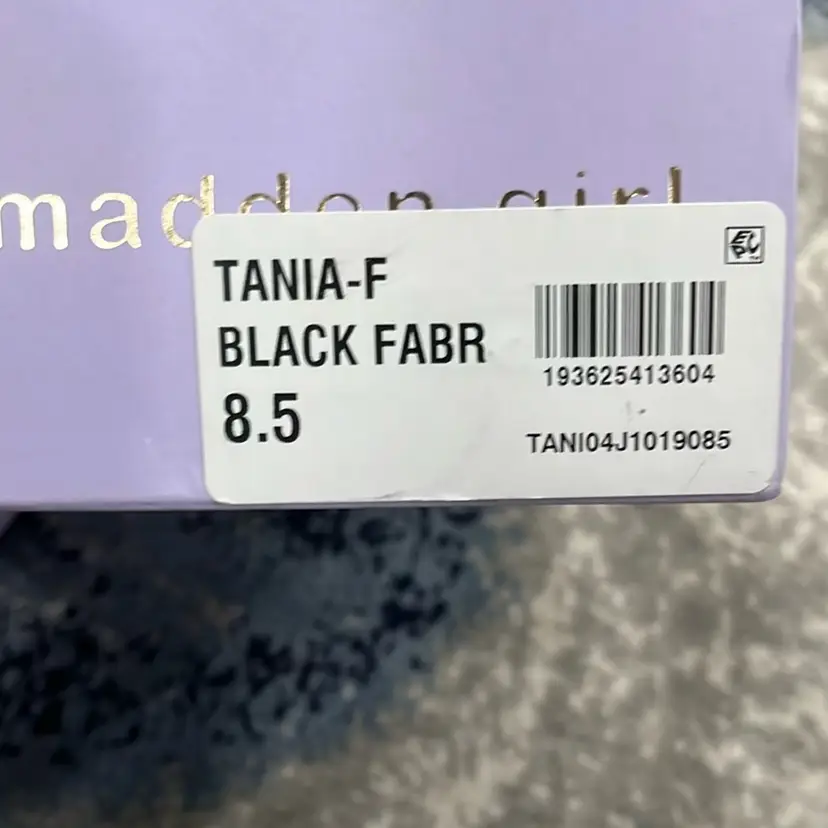 madden girl
TANIA-F
BLACK FABR
8.5
193625413604
TANI04J1019085